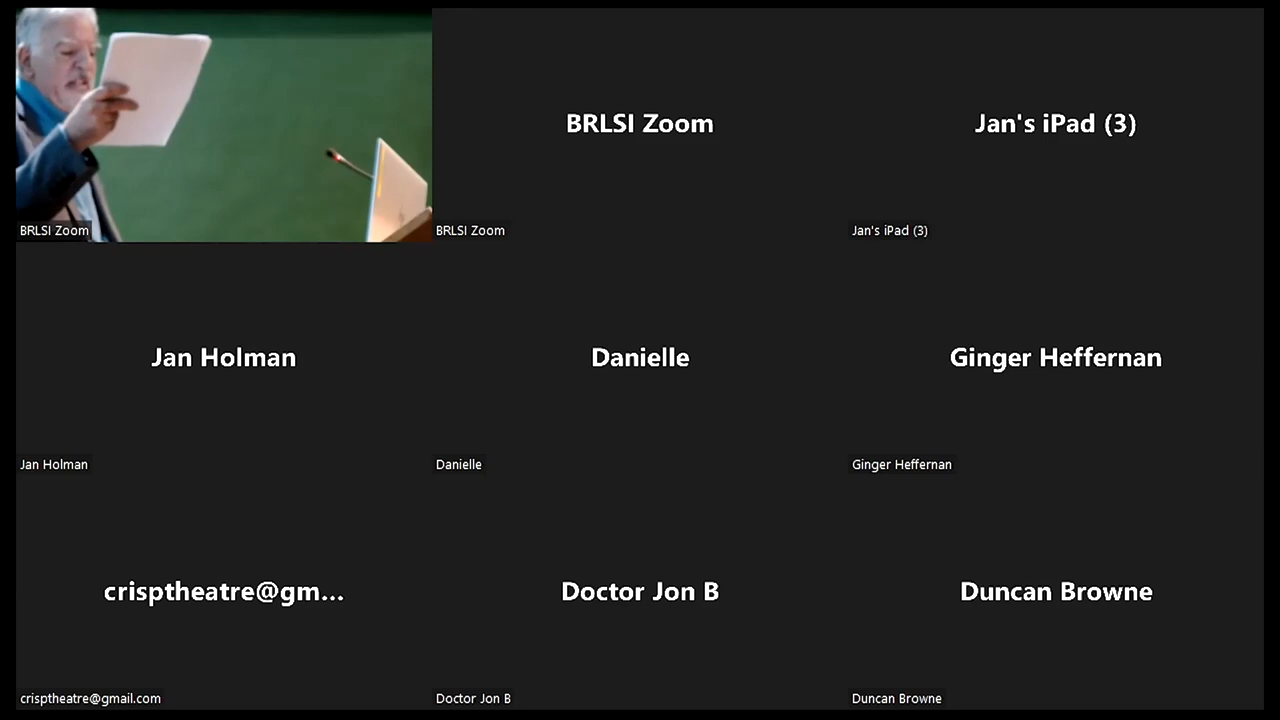 BRLSI Zoom
BRLSI Zoom
BRLSI Zoom
Jan's iPad (3)
Jan's iPad (3)
Jan Holman
Jan Holman
Danielle
Danielle
Ginger Heffernan
Ginger Heffernan
crisptheatre@gm...
crisptheatre@gmail.com
Doctor Jon B
Doctor Jon B
Duncan Browne
Duncan Browne